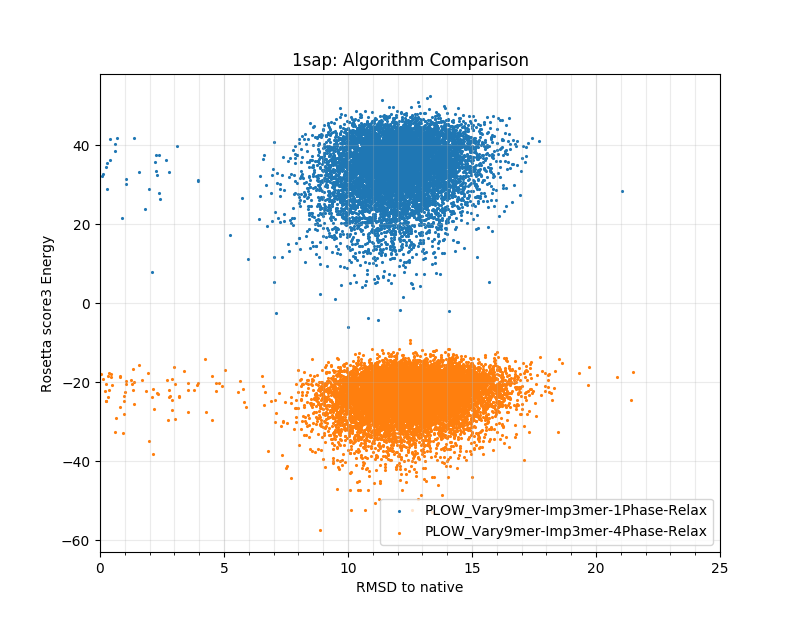 1sap: Algorithm Comparison
Rosetta score3 Energy
40
20
0
−20
−40
−60
PLOW_Vary9mer-Imp3mer-1Phase-Relax
PLOW_Vary9mer-Imp3mer-4Phase-Relax
0 5 10 15 20 25
RMSD to native